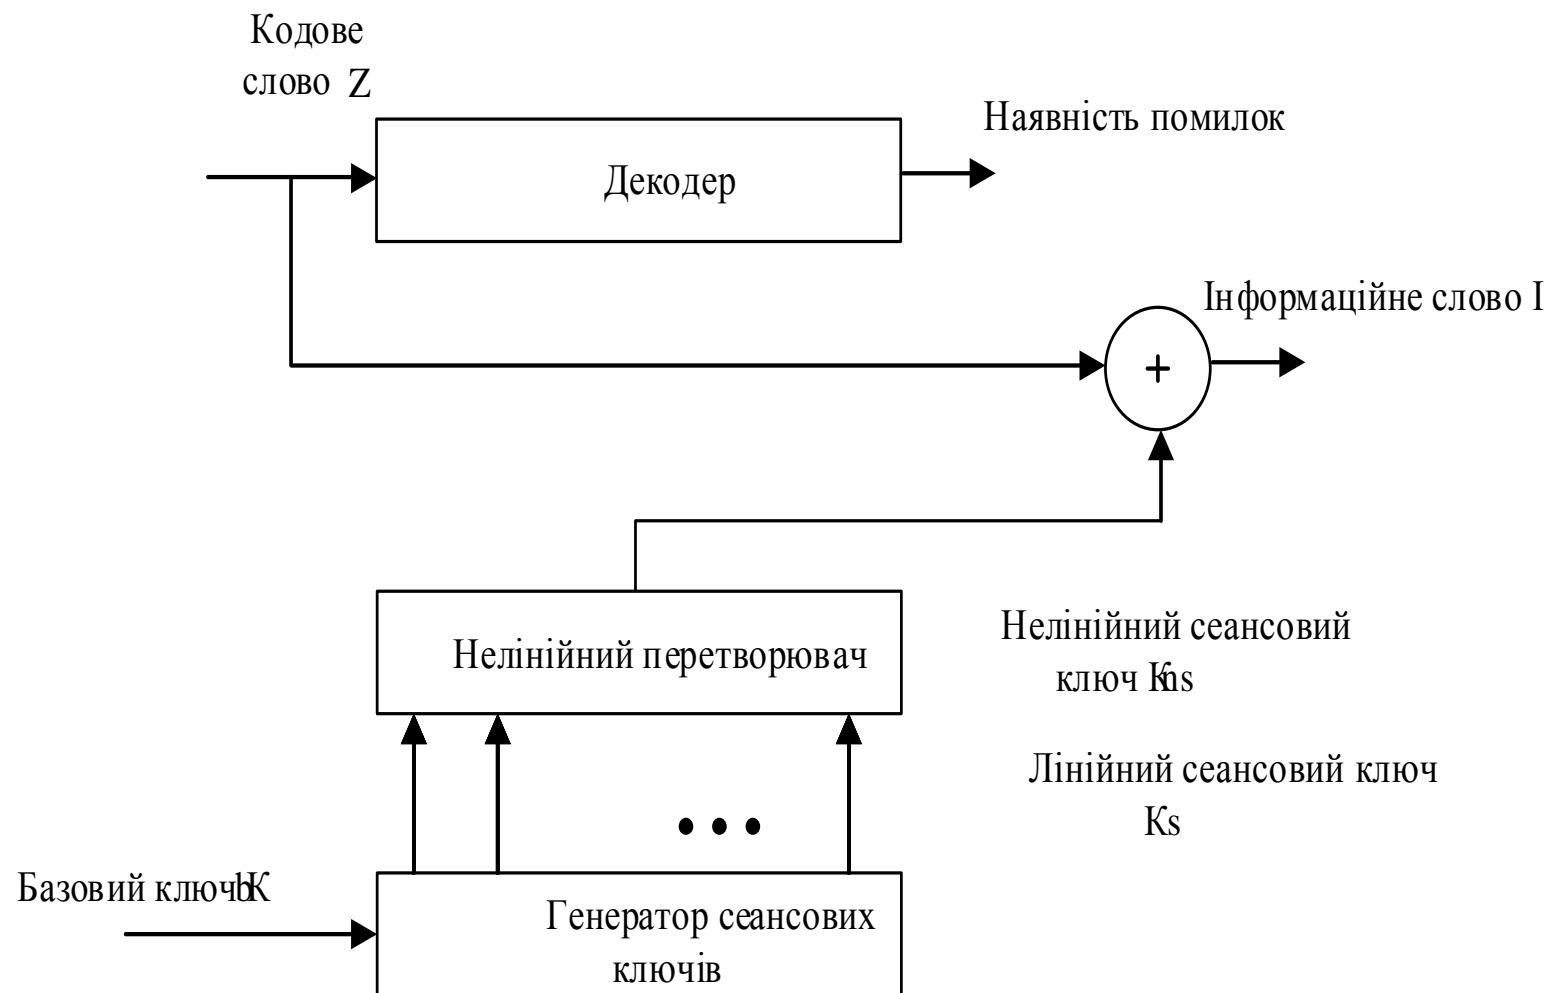 Кодове
слово Z
Наявність помилок
Декодер
Інформаційне слово I
Нелінійний сеансовий
ключ Kns
Нелінійний перетворювач
Лінійний сеансовий ключ
Ks
Базовий ключ Kb
Генератор сеансових
ключів
+